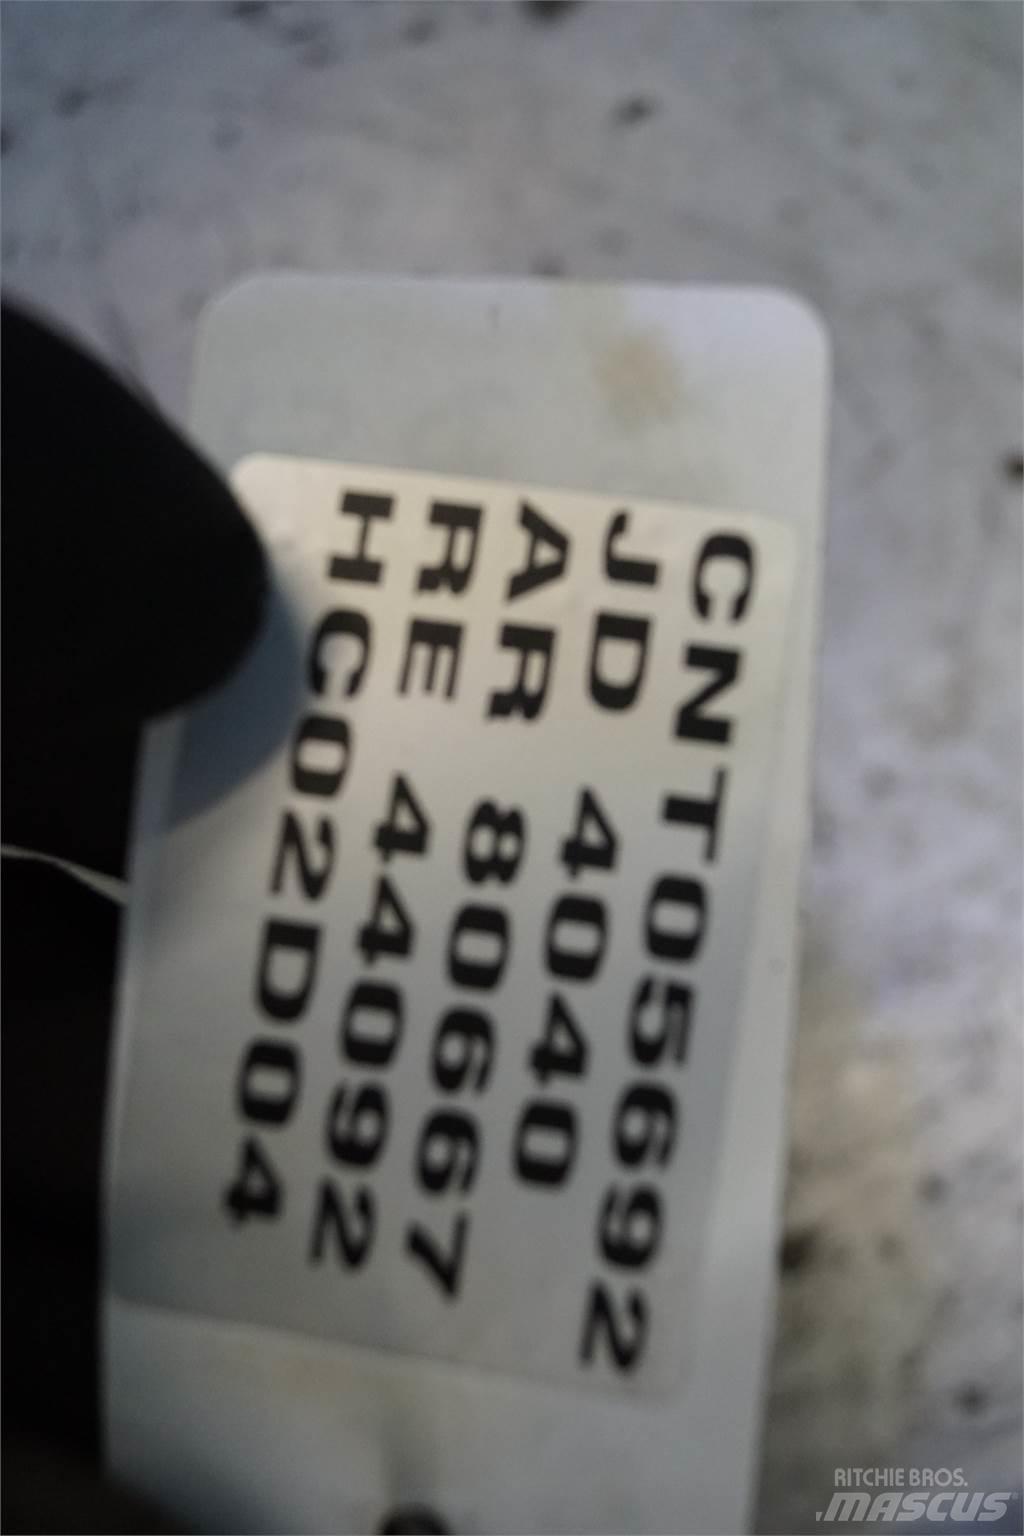 CNT05692
JD 4040
AR 80667
RE 44092
HC02D04
RITCHIE BROS.
MASCUS